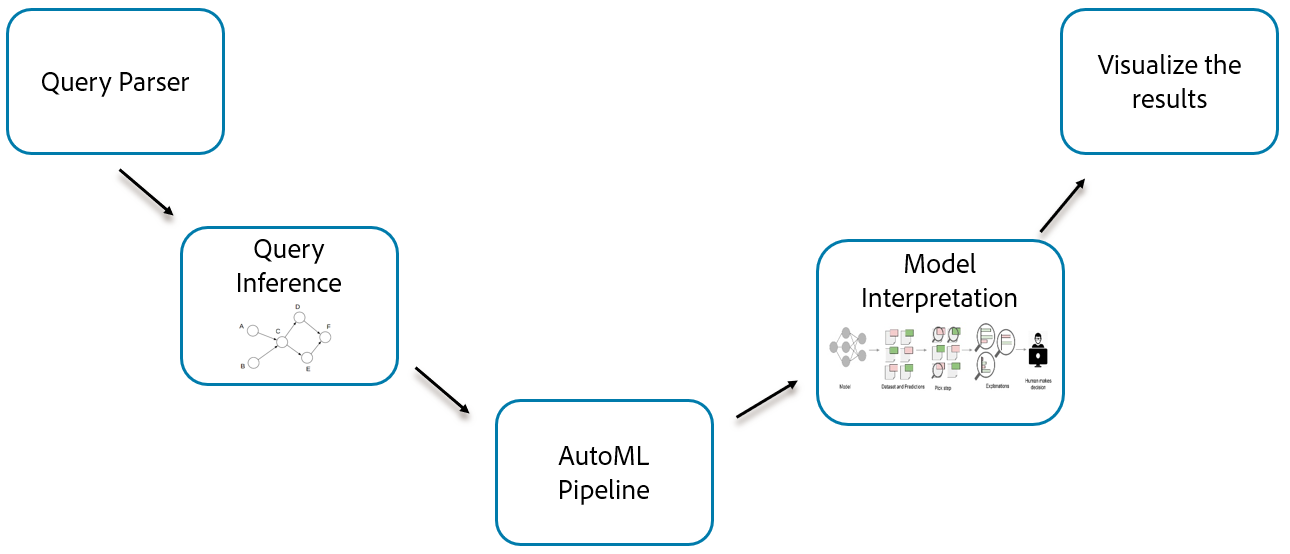 Query Parser
Visualize the
results
Query
Inference
A
B
C
D
E
F
AutoML
Pipeline
Model
Interpretation
Model
Dataset and Predictions
Pick step
Explanations
Human makes
decision